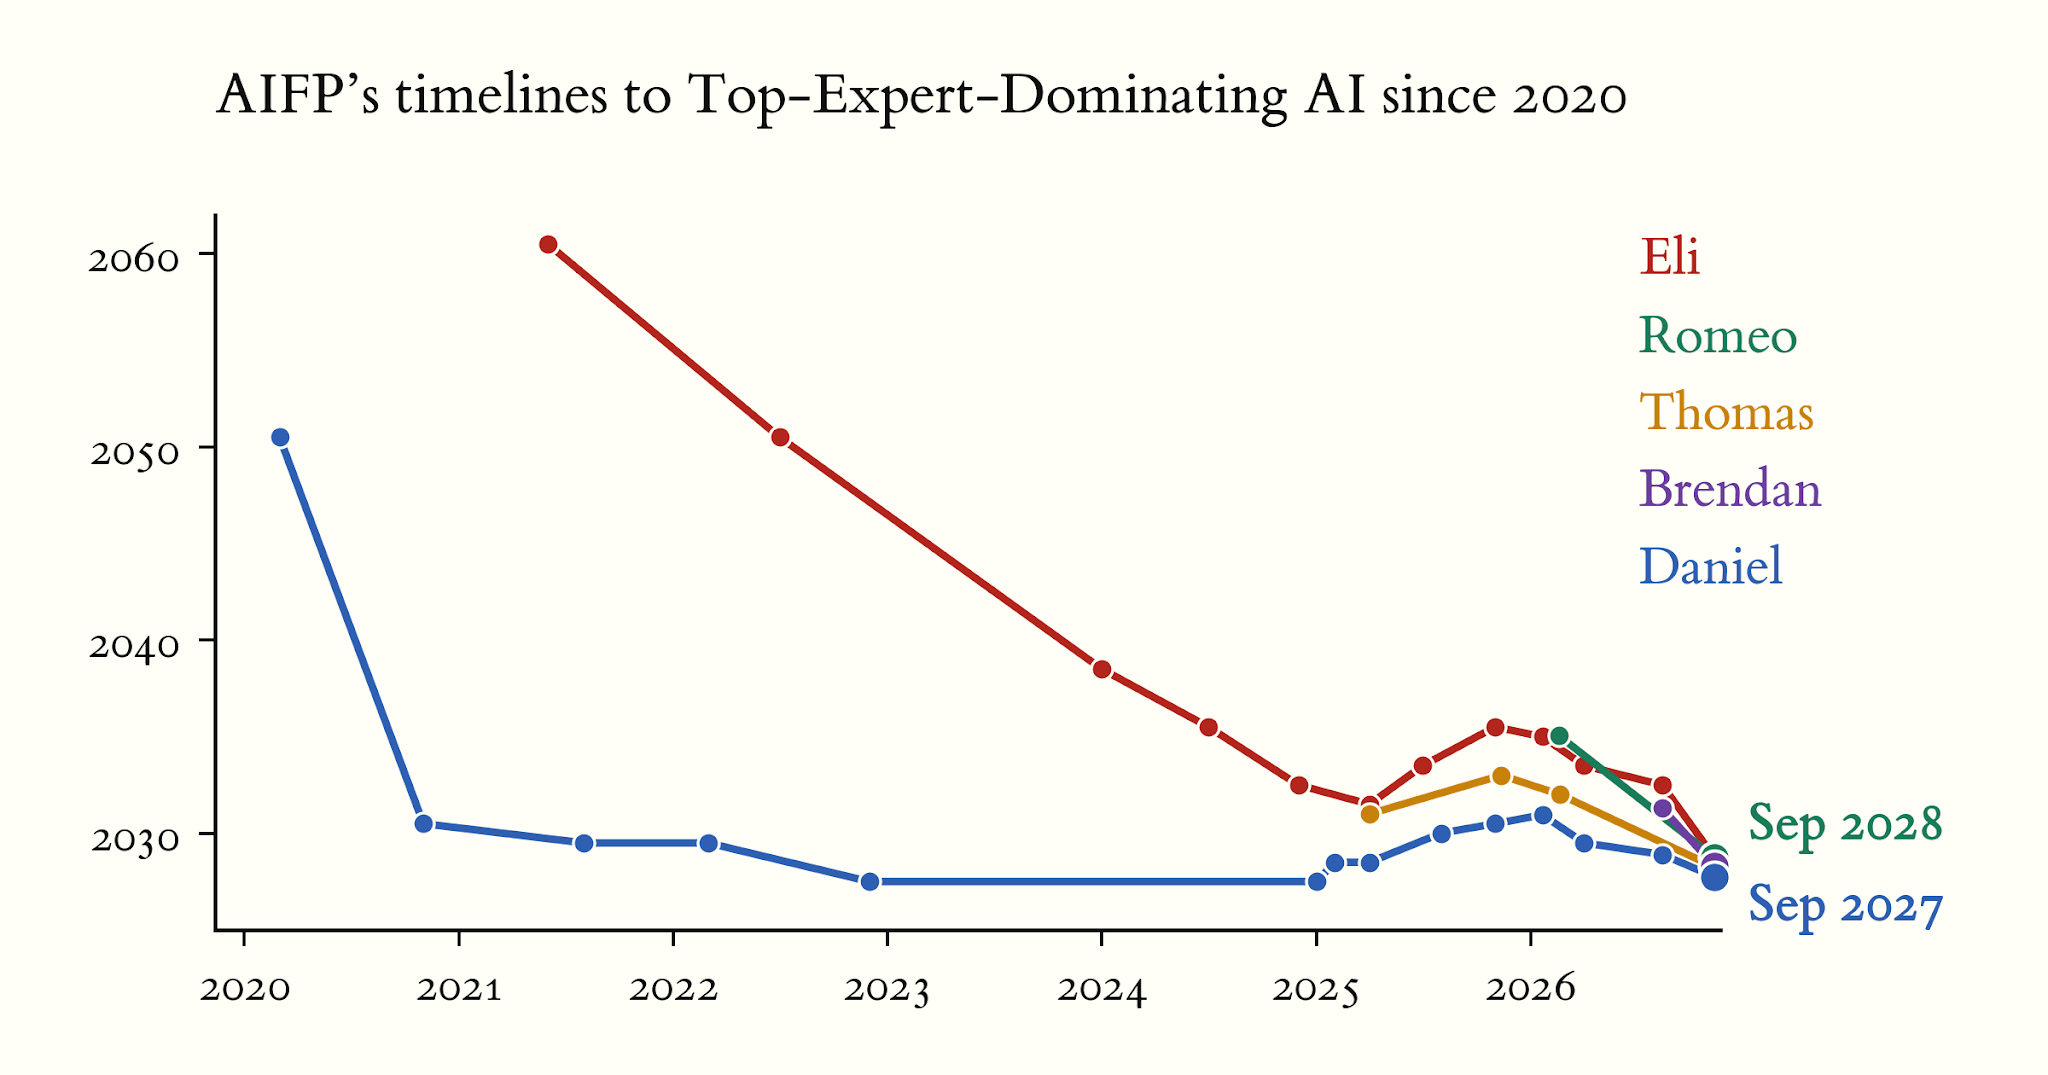 AIFP’s timelines to Top-Expert-Dominating AI since 2020
2060
2050
2040
2030
Eli
Romeo
Thomas
Brendan
Daniel
Sep 2028
Sep 2027
2020 2021 2022 2023 2024 2025 2026